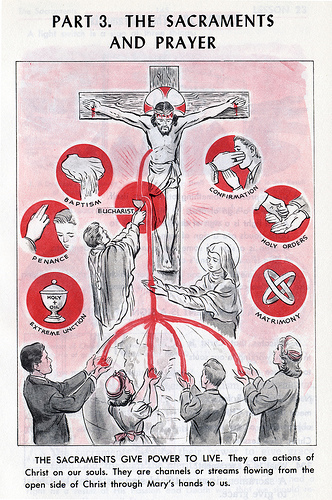 PART 3. THE SACRAMENTS
AND PRAYER
BAPTISM
CONFIRMATION
EUCHARIST
PENANCE
HOLY ORDERS
HOLY
OIL
EXTREME UNCTION
MATRIMONY
THE SACRAMENTS GIVE POWER TO LIVE. They are actions of
Christ on our souls. They are channels or streams flowing from the
open side of Christ through Mary's hands to us.